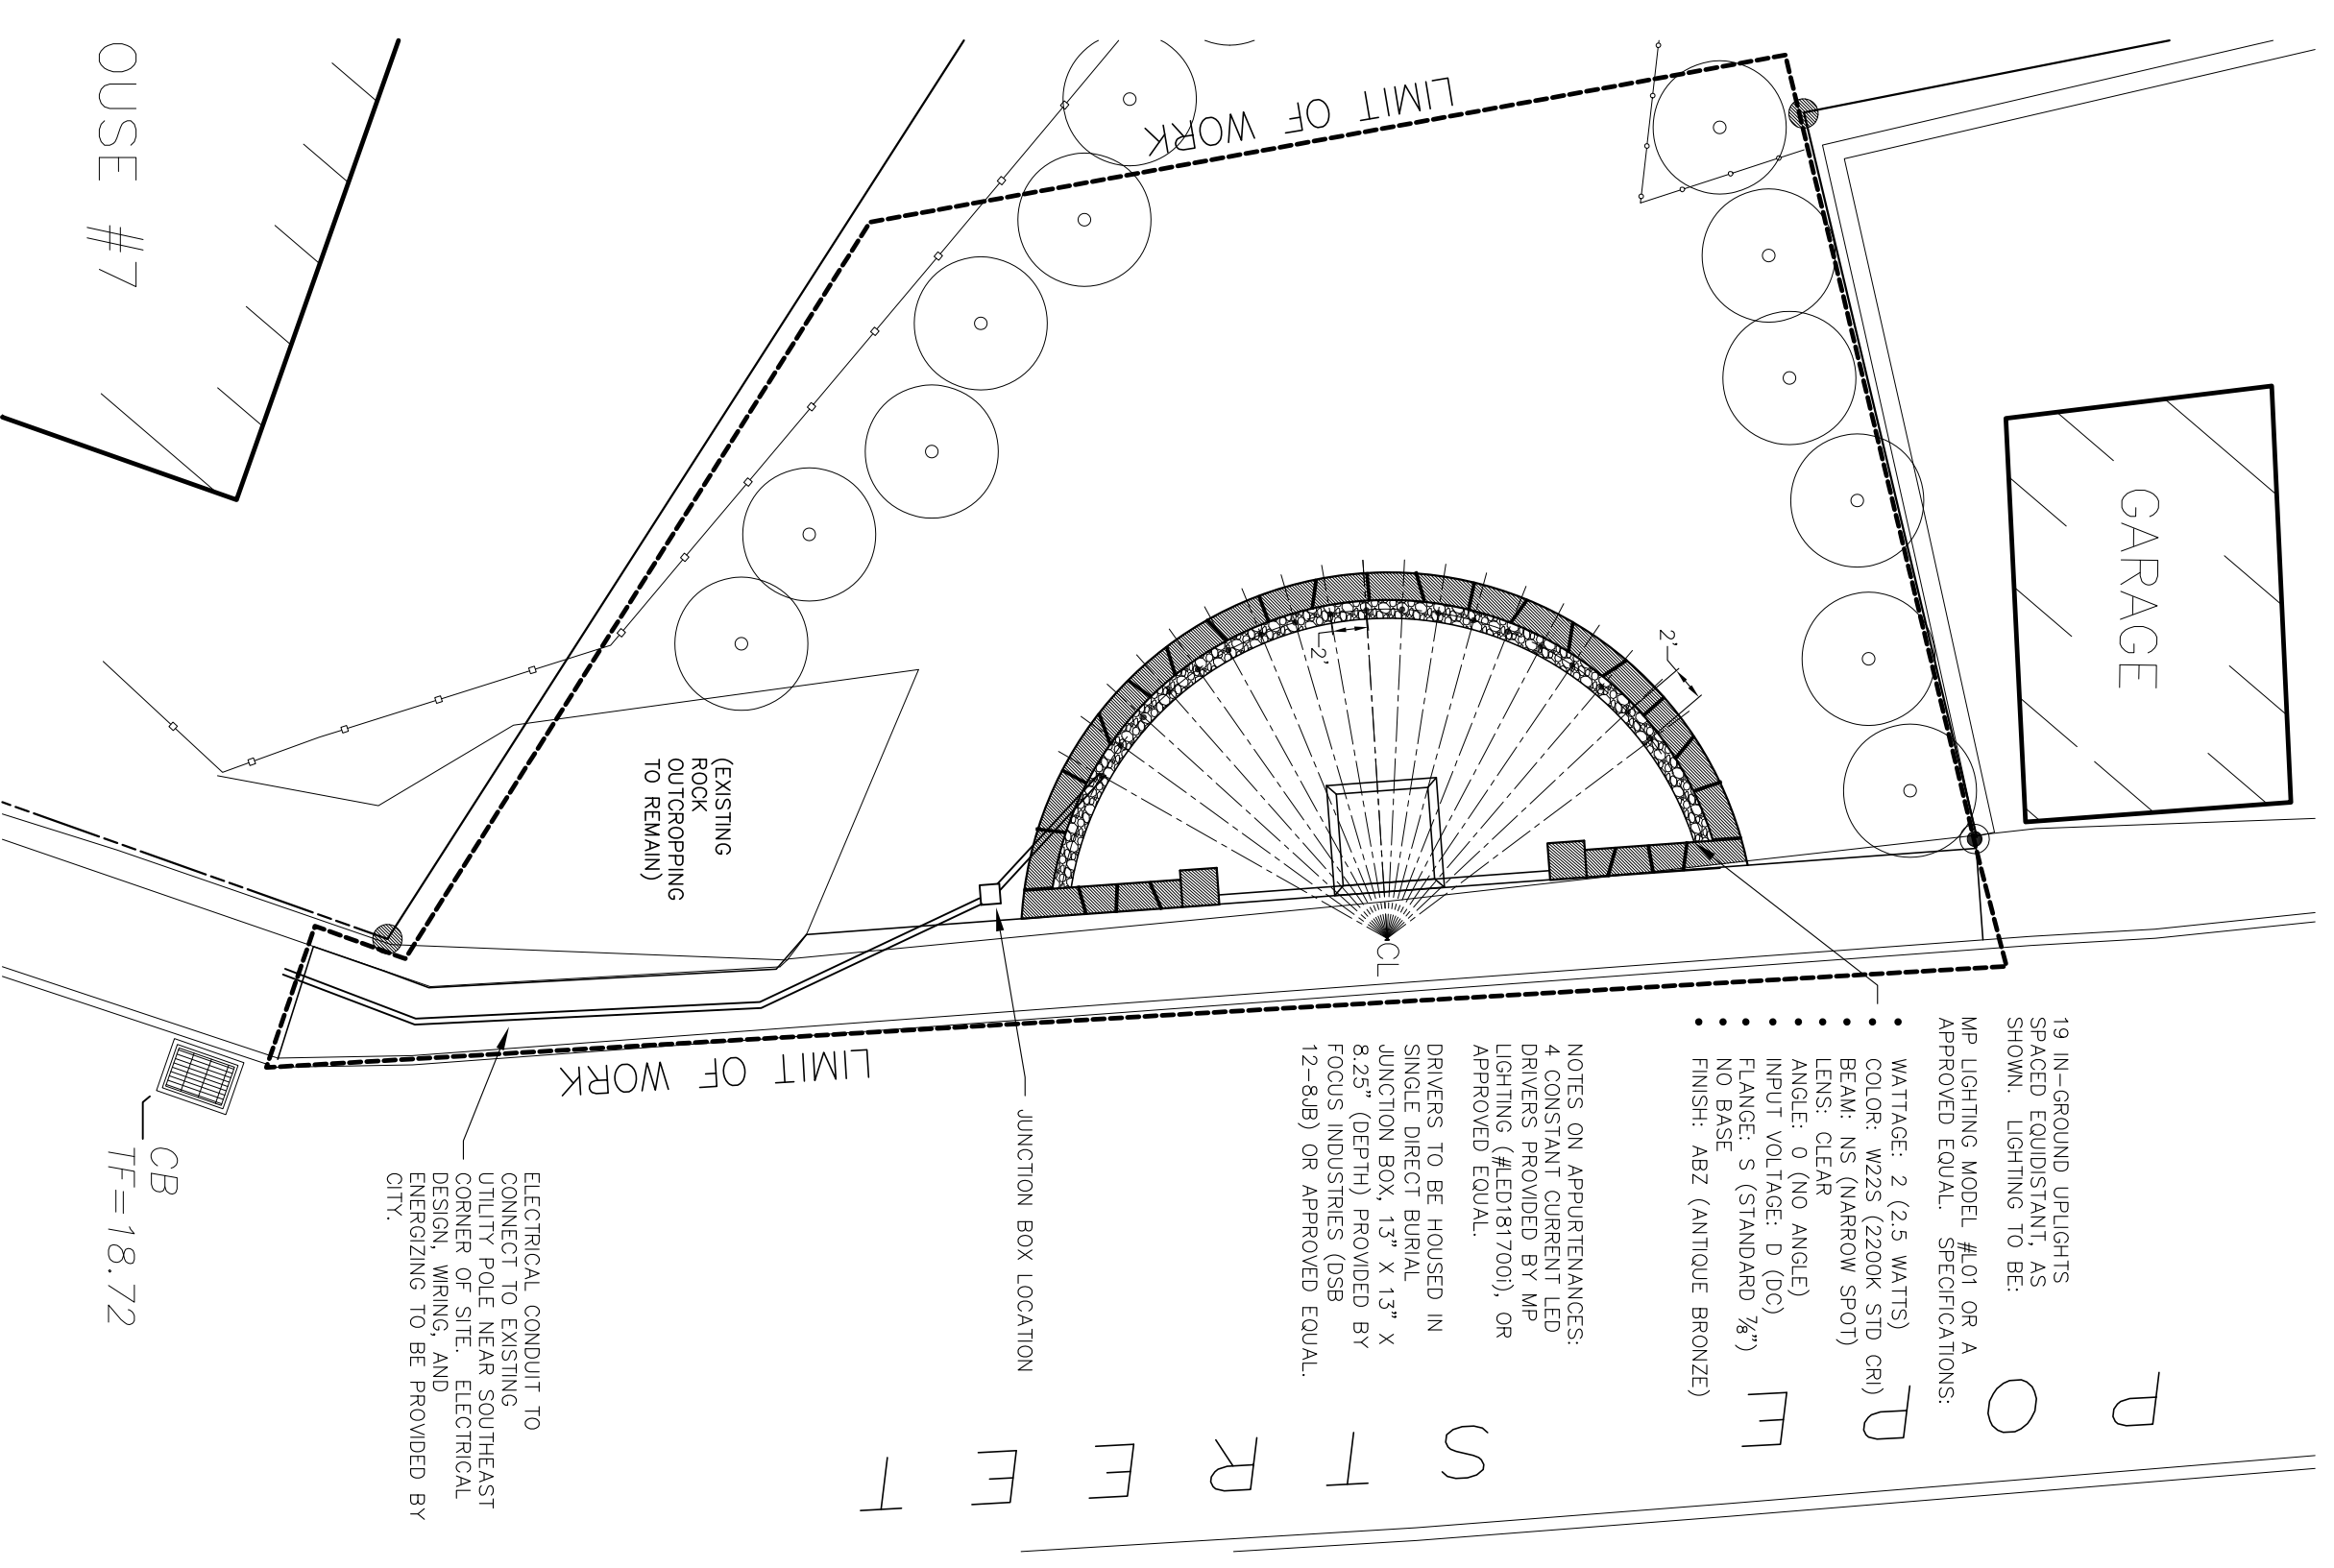 OUSE #7
LIMIT OF WORK
GARAGE
2'
2'
(EXISTING
ROCK
OUTCROPPING
TO REMAIN)
CL
19 IN-GROUND UPLIGHTS
SPACED EQUIDISTANT, AS
SHOWN. LIGHTING TO BE:
MP LIGHTING MODEL #L01 OR A
APPROVED EQUAL. SPECIFICATIONS:
• WATTAGE: 2 (2.5 WATTS)
• COLOR: W22S (2200K STD CRI)
• BEAM: NS (NARROW SPOT)
• LENS: CLEAR
• ANGLE: 0 (NO ANGLE)
• INPUT VOLTAGE: D (DC)
• FLANGE: S (STANDARD ⅞")
• NO BASE
• FINISH: ABZ (ANTIQUE BRONZE)
NOTES ON APPURTENANCES:
4 CONSTANT CURRENT LED
DRIVERS PROVIDED BY MP
LIGHTING (#LED181700i), OR
APPROVED EQUAL.
DRIVERS TO BE HOUSED IN
SINGLE DIRECT BURIAL
JUNCTION BOX, 13" X 13" X
8.25" (DEPTH) PROVIDED BY
FOCUS INDUSTRIES (DSB
12-8JB) OR APPROVED EQUAL.
JUNCTION BOX LOCATION
LIMIT OF WORK
ELECTRICAL CONDUIT TO
CONNECT TO EXISTING
UTILITY POLE NEAR SOUTHEAST
CORNER OF SITE. ELECTRICAL
DESIGN, WIRING, AND
ENERGIZING TO BE PROVIDED BY
CITY.
CB
TF=18.72
POPE STREET